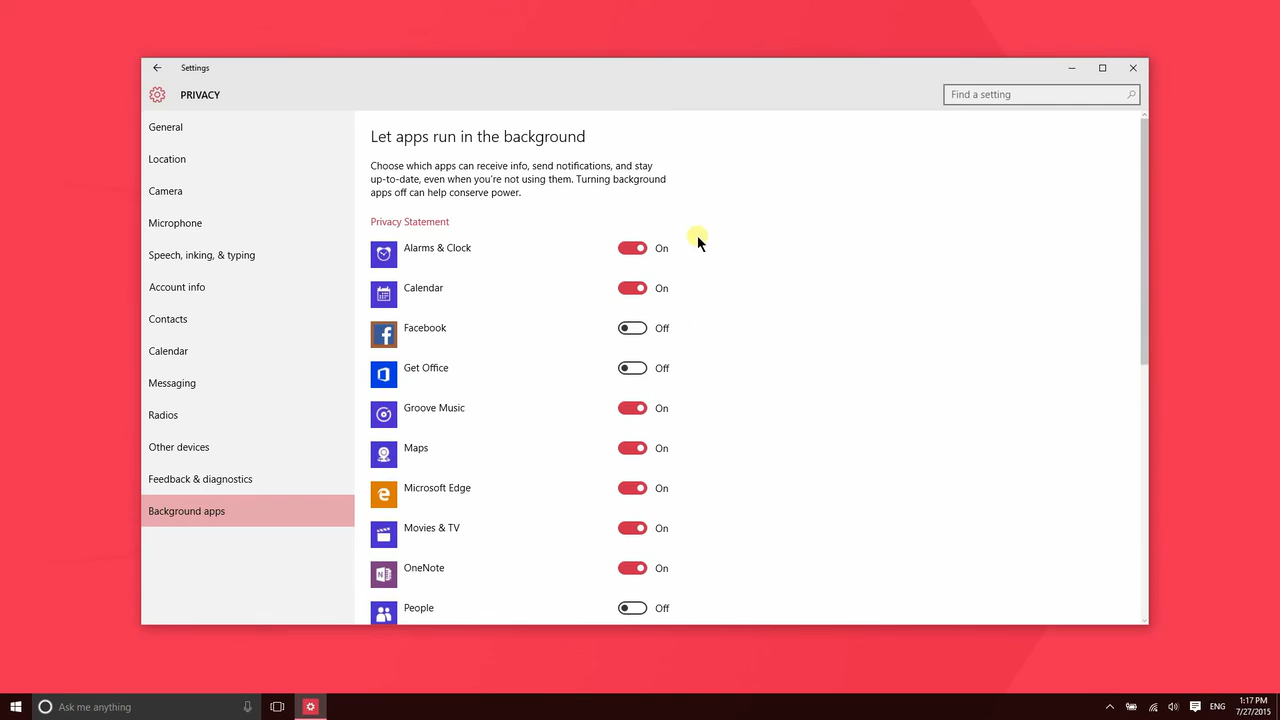 Settings
PRIVACY
Find a setting
General
Location
Camera
Microphone
Speech, inking, & typing
Account info
Contacts
Calendar
Messaging
Radios
Other devices
Feedback & diagnostics
Background apps
Let apps run in the background
Choose which apps can receive info, send notifications, and stay
up-to-date, even when you're not using them. Turning background
apps off can help conserve power.
Privacy Statement
Alarms & Clock On
Calendar On
Facebook Off
Get Office Off
Groove Music On
Maps On
Microsoft Edge On
Movies & TV On
OneNote On
People Off
Ask me anything
ENG
1:17 PM
7/27/2015